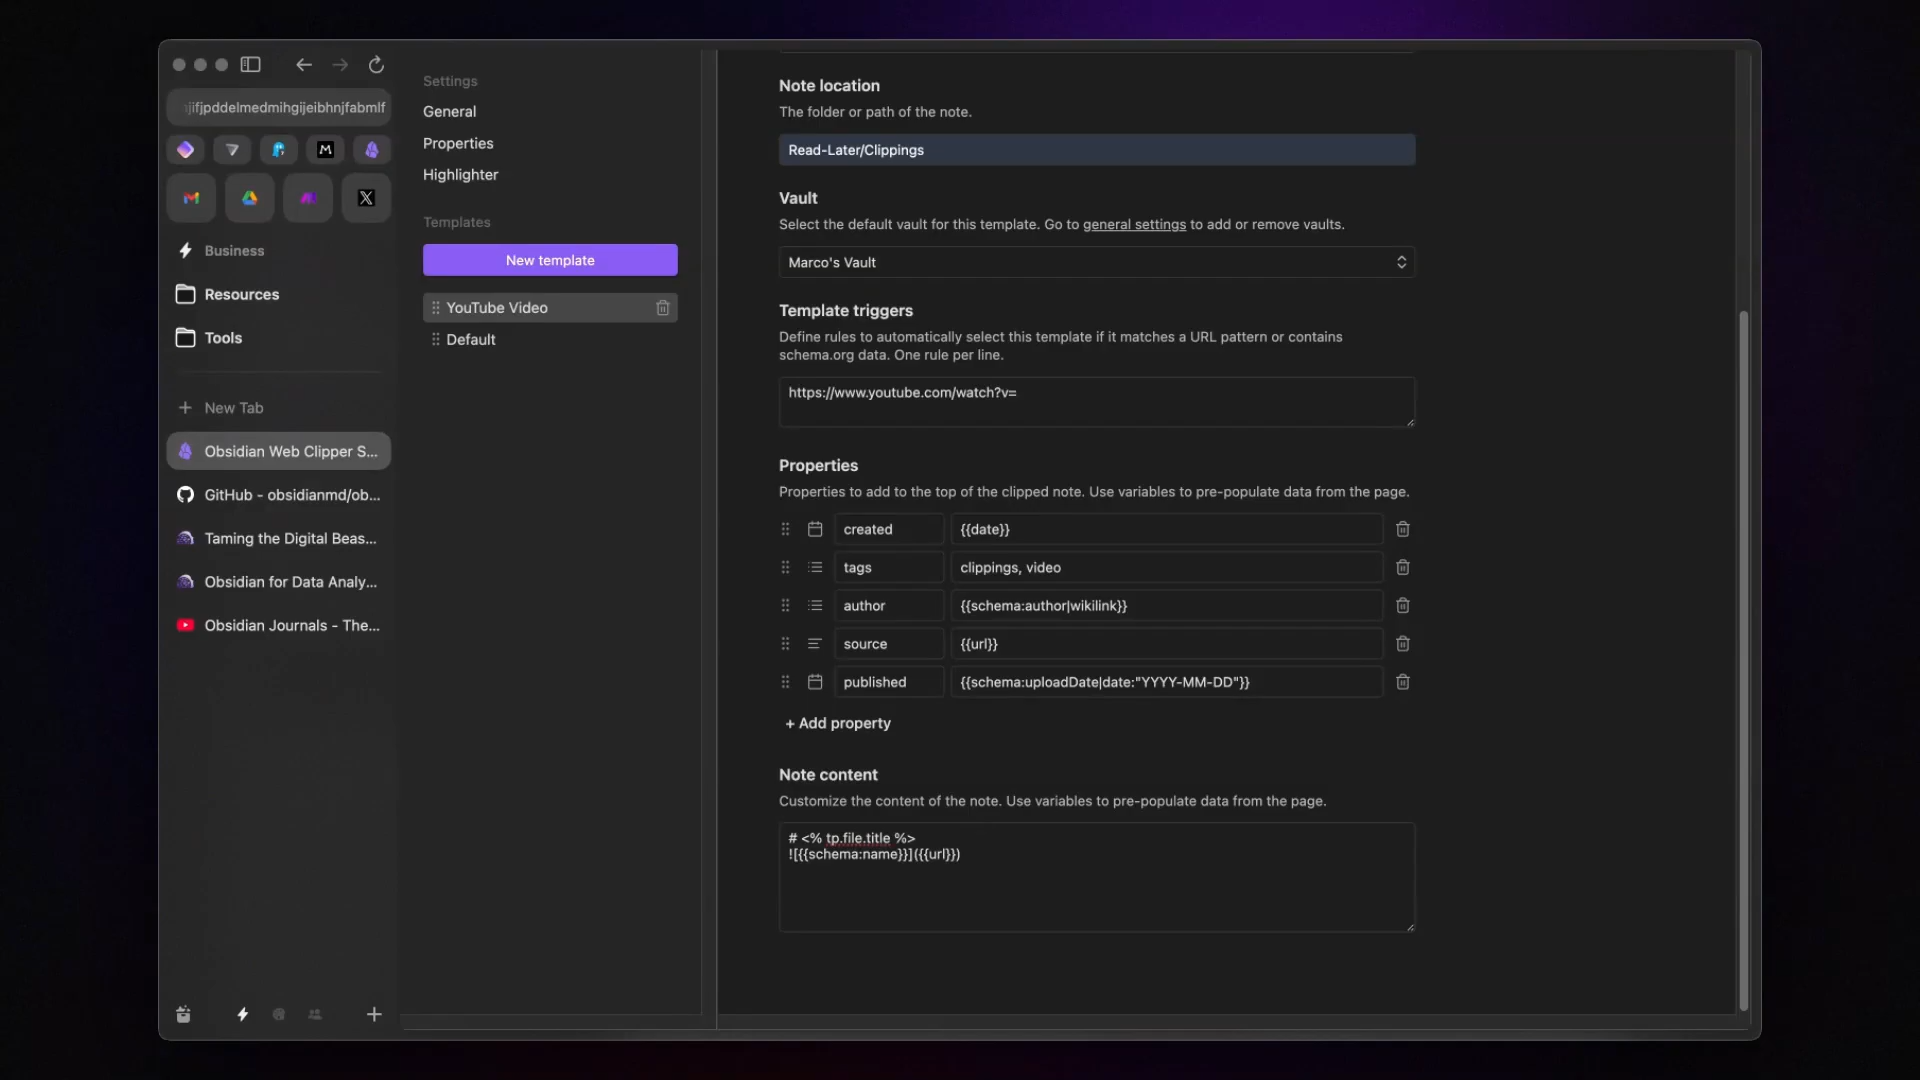 jifjpddelmedmihgijeibhnjfabmlf
Business
Resources
Tools
New Tab
Obsidian Web Clipper S...
GitHub - obsidianmd/ob...
Taming the Digital Beas...
Obsidian for Data Analy...
Obsidian Journals - The...
Settings
General
Properties
Highlighter
Templates
New template
YouTube Video
Default
Note location
The folder or path of the note.
Read-Later/Clippings
Vault
Select the default vault for this template. Go to general settings to add or remove vaults.
Marco's Vault
Template triggers
Define rules to automatically select this template if it matches a URL pattern or contains
schema.org data. One rule per line.
https://www.youtube.com/watch?v=
Properties
Properties to add to the top of the clipped note. Use variables to pre-populate data from the page.
created {{date}}
tags clippings, video
author {{schema:author|wikilink}}
source {{url}}
published {{schema:uploadDate|date:"YYYY-MM-DD"}}
+ Add property
Note content
Customize the content of the note. Use variables to pre-populate data from the page.
# <% tp.file.title %>
![{{schema:name}}]({{url}})